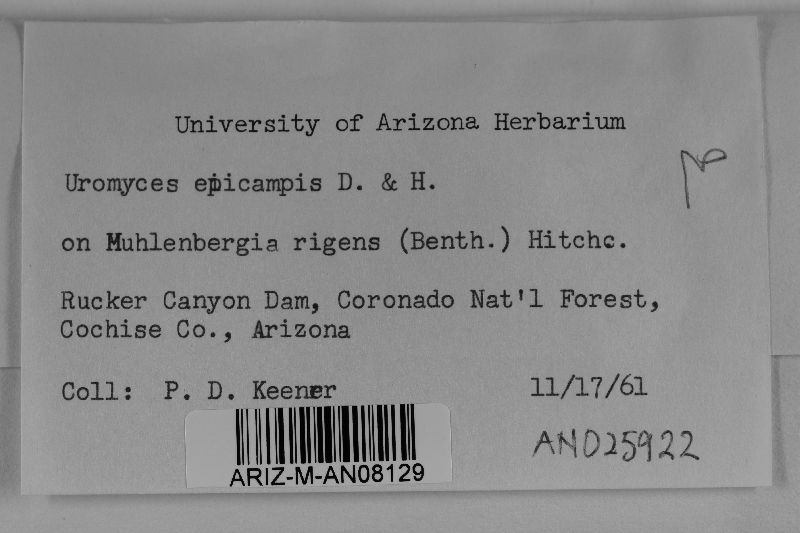 University of Arizona Herbarium
Uromyces epicampis D. & H.
on Muhlenbergia rigens (Benth.) Hitchc.
Rucker Canyon Dam, Coronado Nat'l Forest,
Cochise Co., Arizona
Coll: P. D. Keener 11/17/61
AN025922
ARIZ-M-AN08129